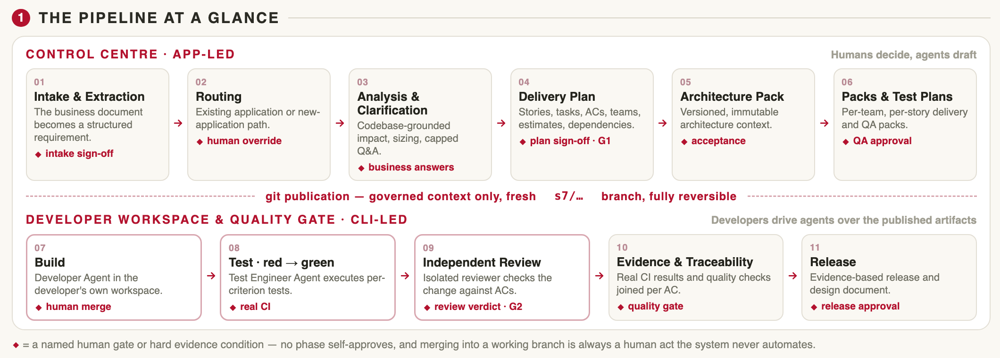 1 THE PIPELINE AT A GLANCE
CONTROL CENTRE · APP-LED
Humans decide, agents draft
01
Intake & Extraction
The business document
becomes a structured
requirement.
◆ intake sign-off
→
02
Routing
Existing application or new-
application path.
◆ human override
→
03
Analysis &
Clarification
Codebase-grounded
impact, sizing, capped
Q&A.
◆ business answers
→
04
Delivery Plan
Stories, tasks, ACs, teams,
estimates, dependencies.
◆ plan sign-off · G1
→
05
Architecture Pack
Versioned, immutable
architecture context.
◆ acceptance
→
06
Packs & Test Plans
Per-team, per-story delivery
and QA packs.
◆ QA approval
git publication — governed context only, fresh s7/… branch, fully reversible
DEVELOPER WORKSPACE & QUALITY GATE · CLI-LED
Developers drive agents over the published artifacts
07
Build
Developer Agent in the
developer's own workspace.
◆ human merge
→
08
Test · red → green
Test Engineer Agent executes per-
criterion tests.
◆ real CI
→
09
Independent Review
Isolated reviewer checks the
change against ACs.
◆ review verdict · G2
→
10
Evidence & Traceability
Real CI results and quality checks
joined per AC.
◆ quality gate
→
11
Release
Evidence-based release and
design document.
◆ release approval
◆ = a named human gate or hard evidence condition — no phase self-approves, and merging into a working branch is always a human act the system never automates.